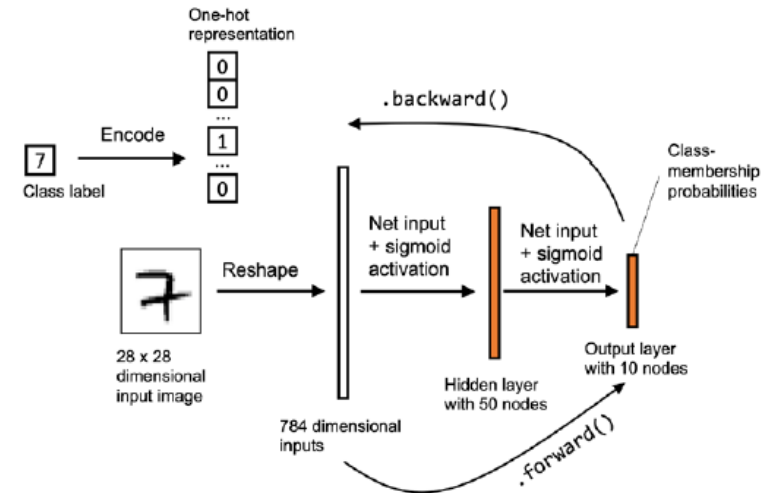 One-hot
representation
0
0
...
1
...
0
Encode
7
Class label
.backward()
Class-
membership
probabilities
Net input
+ sigmoid
activation
Net input
+ sigmoid
activation
Reshape
28 x 28
dimensional
input image
784 dimensional
inputs
Hidden layer
with 50 nodes
Output layer
with 10 nodes
.forward()
7